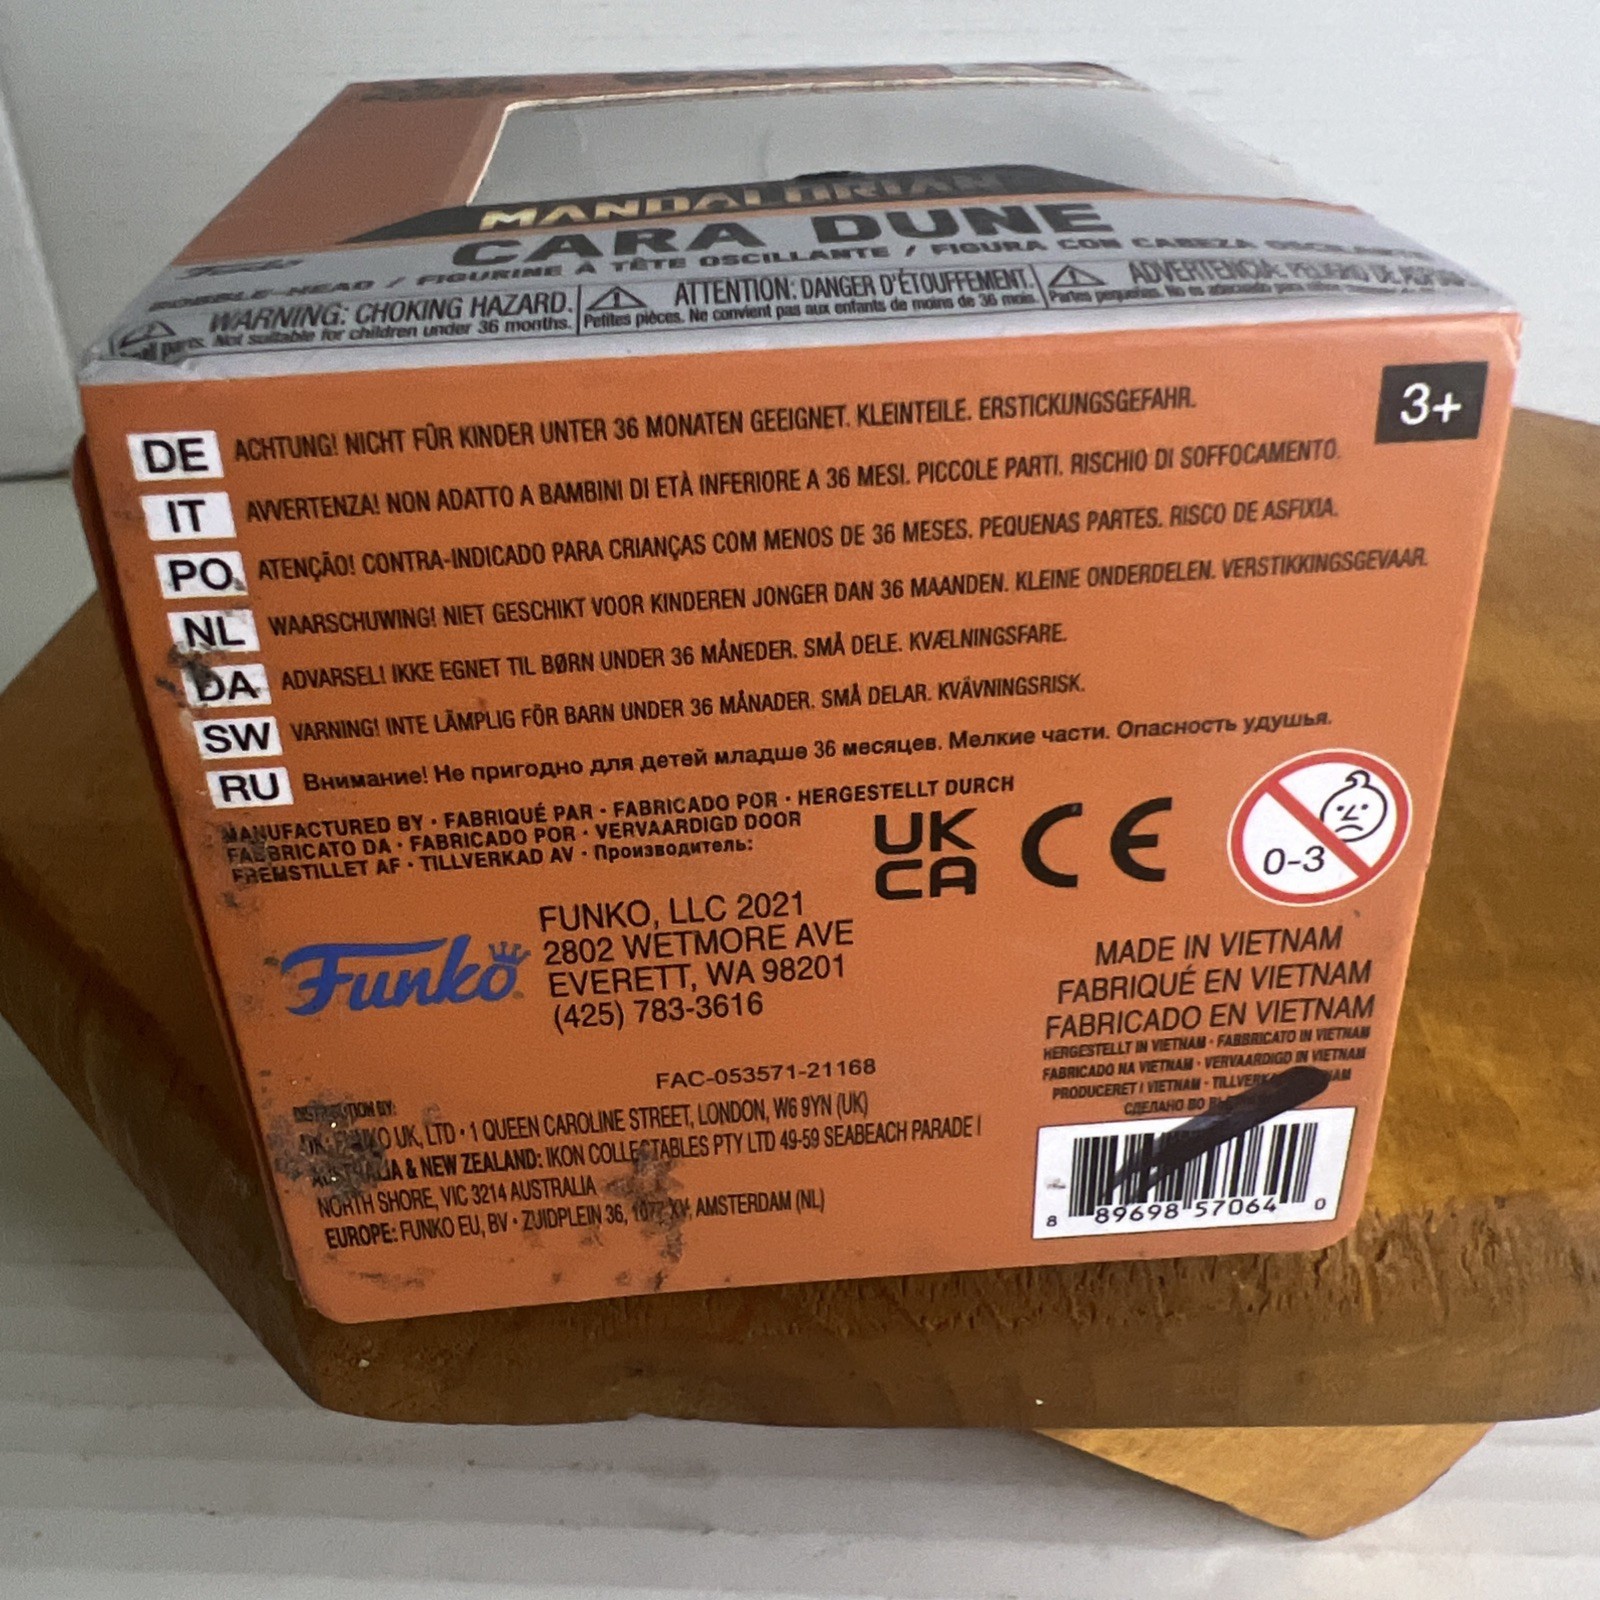 MANDALORIAN
CARA DUNE
Funko
BOBBLE-HEAD / FIGURINE À TÊTE OSCILLANTE / FIGURA CON CABEZA OSCILANTE
WARNING: CHOKING HAZARD.
parts. Not suitable for children under 36 months.
ATTENTION: DANGER D'ÉTOUFFEMENT.
Petites pièces. Ne convient pas aux enfants de moins de 36 mois.
ADVERTENCIA: PELIGRO DE
Partes pequeñas. No es adecuado para niños
3+
DE ACHTUNG! NICHT FÜR KINDER UNTER 36 MONATEN GEEIGNET. KLEINTEILE. ERSTICKUNGSGEFAHR.
IT AVVERTENZA! NON ADATTO A BAMBINI DI ETÀ INFERIORE A 36 MESI. PICCOLE PARTI. RISCHIO DI SOFFOCAMENTO.
PO ATENÇÃO! CONTRA-INDICADO PARA CRIANÇAS COM MENOS DE 36 MESES. PEQUENAS PARTES. RISCO DE ASFIXIA.
NL WAARSCHUWING! NIET GESCHIKT VOOR KINDEREN JONGER DAN 36 MAANDEN. KLEINE ONDERDELEN. VERSTIKKINGSGEVAAR.
DA ADVARSEL! IKKE EGNET TIL BØRN UNDER 36 MÅNEDER. SMÅ DELE. KVÆLNINGSFARE.
SW VARNING! INTE LÄMPLIG FÖR BARN UNDER 36 MÅNADER. SMÅ DELAR. KVÄVNINGSRISK.
RU Внимание! Не пригодно для детей младше 36 месяцев. Мелкие части. Опасность удушья.
MANUFACTURED BY · FABRIQUÉ PAR · FABRICADO POR · HERGESTELLT DURCH
FABBRICATO DA · FABRICADO POR · VERVAARDIGD DOOR
FREMSTILLET AF · TILLVERKAD AV · Производитель:
UK
CA
CE
0-3
Funko
FUNKO, LLC 2021
2802 WETMORE AVE
EVERETT, WA 98201
(425) 783-3616
MADE IN VIETNAM
FABRIQUÉ EN VIETNAM
FABRICADO EN VIETNAM
HERGESTELLT IN VIETNAM · FABBRICATO IN VIETNAM
FABRICADO NA VIETNAM · VERVAARDIGD IN VIETNAM
PRODUCERET I VIETNAM ·
СДЕЛАНО ВО
FAC-053571-21168
DISTRIBUTION BY:
UK: FUNKO UK, LTD · 1 QUEEN CAROLINE STREET, LONDON, W6 9YN (UK)
AUSTRALIA & NEW ZEALAND: IKON COLLECTABLES PTY LTD 49-59 SEABEACH PARADE |
NORTH SHORE, VIC 3214 AUSTRALIA
EUROPE: FUNKO EU, BV · ZUIDPLEIN 36, 1077 XV, AMSTERDAM (NL)
8 89698 57064 0